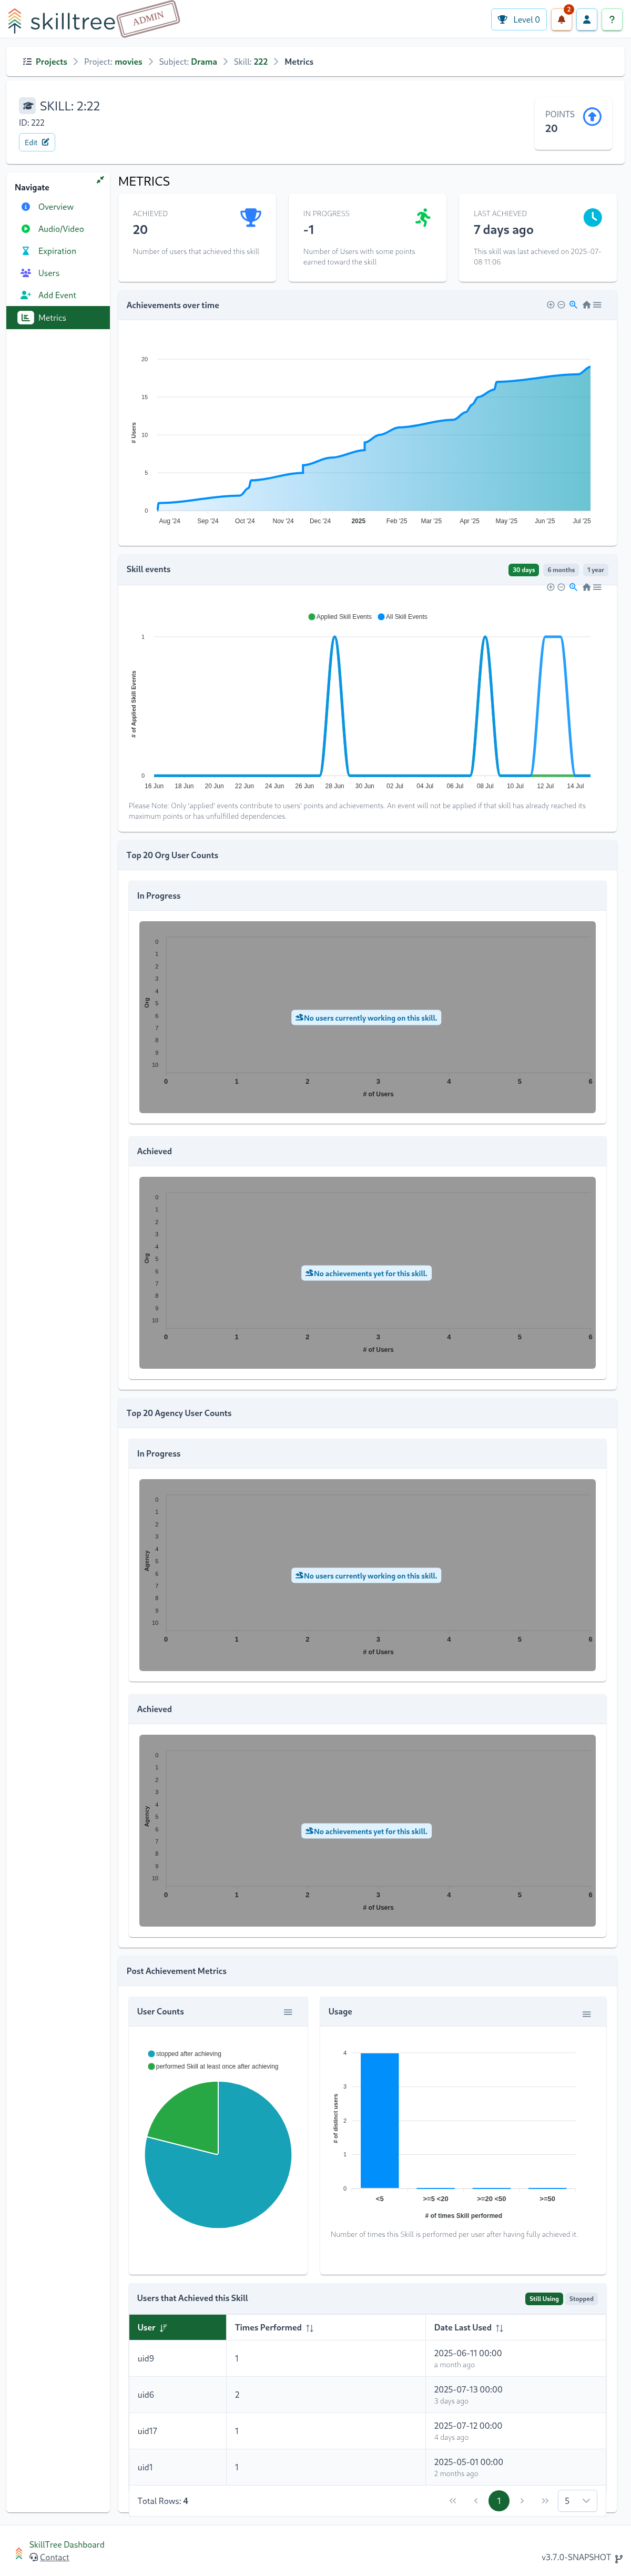 skilltree
ADMIN
Level 0
2
?
Projects
Project: movies
Subject: Drama
Skill: 222
Metrics
SKILL: 2:22
ID: 222
Edit
POINTS
20
Navigate
Overview
Audio/Video
Expiration
Users
Add Event
Metrics
METRICS
ACHIEVED
20
Number of users that achieved this skill
IN PROGRESS
-1
Number of Users with some points
earned toward the skill
LAST ACHIEVED
7 days ago
This skill was last achieved on 2025-07-
08 11:06
Achievements over time
# Users
20
15
10
5
0
Aug '24 Sep '24 Oct '24 Nov '24 Dec '24 2025 Feb '25 Mar '25 Apr '25 May '25 Jun '25 Jul '25
Skill events
30 days 6 months 1 year
Applied Skill Events All Skill Events
# of Applied Skill Events
1
0
16 Jun 18 Jun 20 Jun 22 Jun 24 Jun 26 Jun 28 Jun 30 Jun 02 Jul 04 Jul 06 Jul 08 Jul 10 Jul 12 Jul 14 Jul
Please Note: Only 'applied' events contribute to users' points and achievements. An event will not be applied if that skill has already reached its
maximum points or has unfulfilled dependencies.
Top 20 Org User Counts
In Progress
Org
0
1
2
3
4
5
6
7
8
9
10
No users currently working on this skill.
0 1 2 3 4 5 6
# of Users
Achieved
Org
0
1
2
3
4
5
6
7
8
9
10
No achievements yet for this skill.
0 1 2 3 4 5 6
# of Users
Top 20 Agency User Counts
In Progress
Agency
0
1
2
3
4
5
6
7
8
9
10
No users currently working on this skill.
0 1 2 3 4 5 6
# of Users
Achieved
Agency
0
1
2
3
4
5
6
7
8
9
10
No achievements yet for this skill.
0 1 2 3 4 5 6
# of Users
Post Achievement Metrics
User Counts
stopped after achieving
performed Skill at least once after achieving
Usage
# of distinct users
4
3
2
1
0
<5 >=5 <20 >=20 <50 >=50
# of times Skill performed
Number of times this Skill is performed per user after having fully achieved it.
Users that Achieved this Skill
Still Using Stopped
User Times Performed Date Last Used
uid9 1 2025-06-11 00:00
a month ago
uid6 2 2025-07-13 00:00
3 days ago
uid17 1 2025-07-12 00:00
4 days ago
uid1 1 2025-05-01 00:00
2 months ago
Total Rows: 4
1
5
SkillTree Dashboard
Contact
v3.7.0-SNAPSHOT